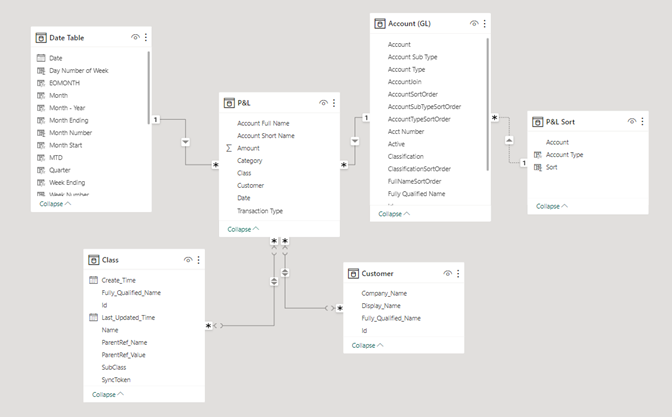 Date Table
Date
Day Number of Week
EOMONTH
Month
Month - Year
Month Ending
Month Number
Month Start
MTD
Quarter
Week Ending
Week Number
Collapse
1
*
P&L
Account Full Name
Account Short Name
Amount
Category
Class
Customer
Date
Transaction Type
Collapse
*
1
Account (GL)
Account
Account Sub Type
Account Type
AccountJoin
AccountSortOrder
AccountSubTypeSortOrder
AccountTypeSortOrder
Acct Number
Active
Classification
ClassificationSortOrder
FullNameSortOrder
Fully Qualified Name
Collapse
*
1
P&L Sort
Account
Account Type
Sort
Collapse
*
*
Class
Create_Time
Fully_Qualified_Name
Id
Last_Updated_Time
Name
ParentRef_Name
ParentRef_Value
SubClass
SyncToken
Collapse
*
*
Customer
Company_Name
Display_Name
Fully_Qualified_Name
Id
Collapse